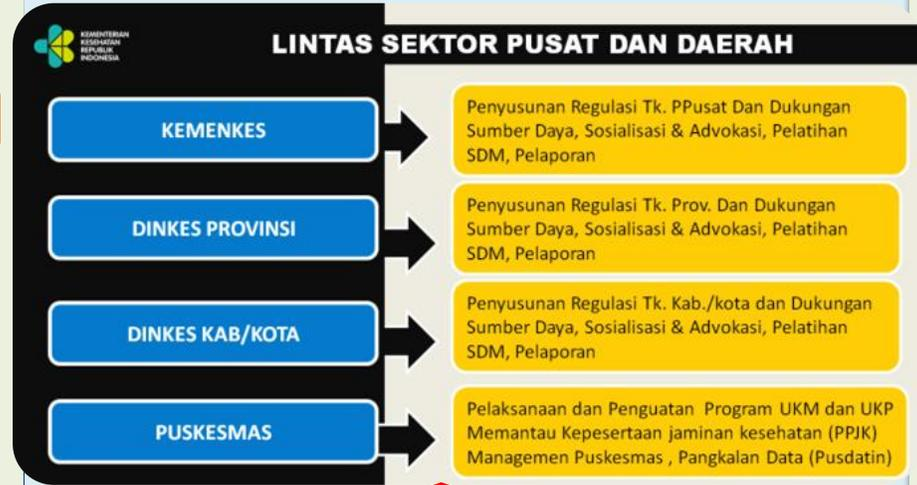 KEMENTERIAN
KESEHATAN
REPUBLIK
INDONESIA
LINTAS SEKTOR PUSAT DAN DAERAH
KEMENKES
Penyusunan Regulasi Tk. PPusat Dan Dukungan
Sumber Daya, Sosialisasi & Advokasi, Pelatihan
SDM, Pelaporan
DINKES PROVINSI
Penyusunan Regulasi Tk. Prov. Dan Dukungan
Sumber Daya, Sosialisasi & Advokasi, Pelatihan
SDM, Pelaporan
DINKES KAB/KOTA
Penyusunan Regulasi Tk. Kab./kota dan Dukungan
Sumber Daya, Sosialisasi & Advokasi, Pelatihan
SDM, Pelaporan
PUSKESMAS
Pelaksanaan dan Penguatan Program UKM dan UKP
Memantau Kepesertaan jaminan kesehatan (PPJK)
Managemen Puskesmas , Pangkalan Data (Pusdatin)